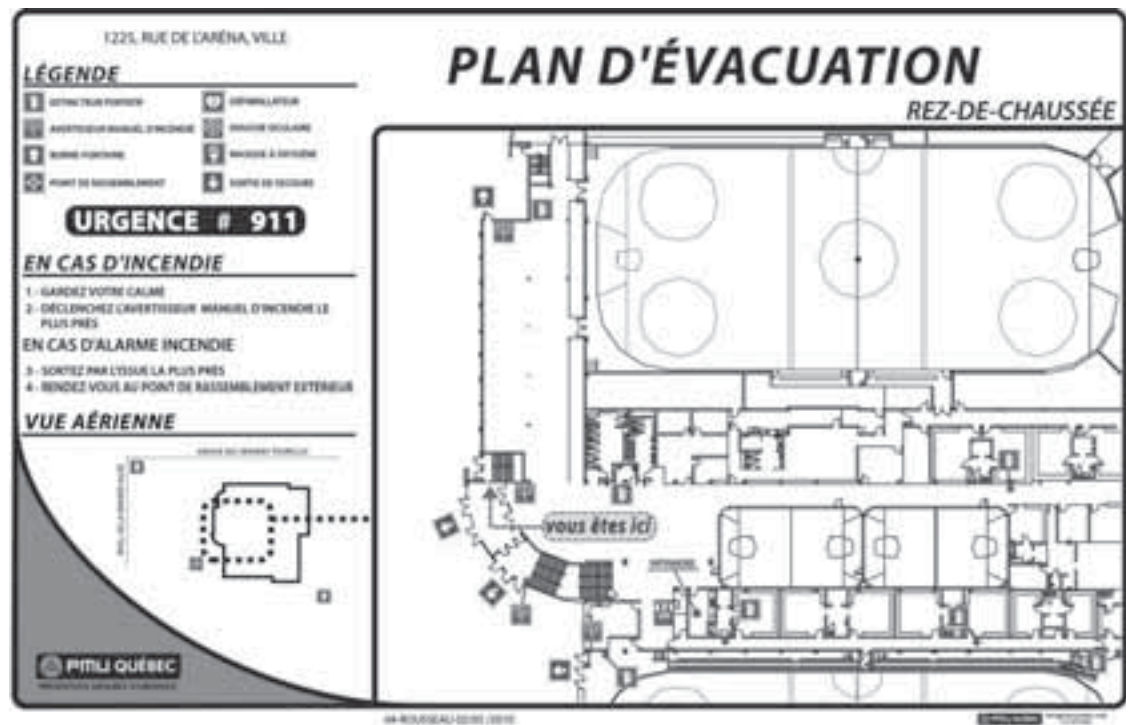 1225, RUE DE L'ARÉNA, VILLE
PLAN D'ÉVACUATION
REZ-DE-CHAUSSÉE
LÉGENDE
EXTINCTEUR PORTATIF
AVERTISSEUR MANUEL D'INCENDIE
BORNE-FONTAINE
POINT DE RASSEMBLEMENT
DÉFIBRILLATEUR
DOUCHE OCULAIRE
MASQUE À OXYGÈNE
SORTIE DE SECOURS
URGENCE # 911
EN CAS D'INCENDIE
1 - GARDEZ VOTRE CALME
2 - DÉCLENCHEZ L'AVERTISSEUR MANUEL D'INCENDIE LE
PLUS PRÈS
EN CAS D'ALARME INCENDIE
3 - SORTEZ PAR L'ISSUE LA PLUS PRÈS
4 - RENDEZ VOUS AU POINT DE RASSEMBLEMENT EXTÉRIEUR
VUE AÉRIENNE
vous êtes ici
PMU QUÉBEC